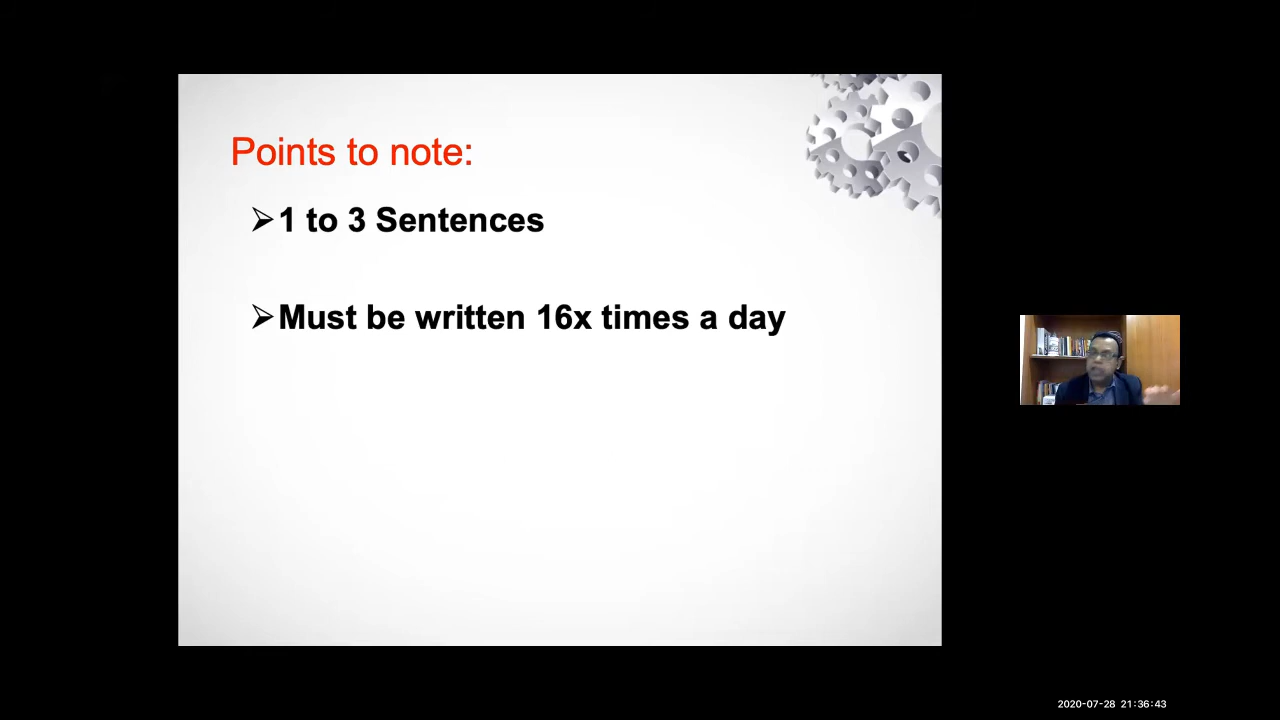 Points to note:
➢1 to 3 Sentences
➢Must be written 16x times a day
2020-07-28 21:36:43